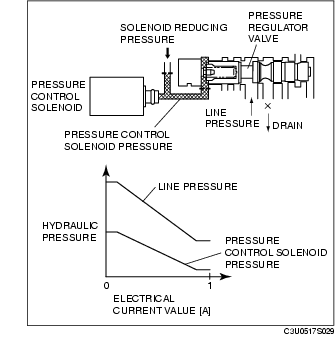 SOLENOID REDUCING
PRESSURE
PRESSURE
REGULATOR
VALVE
PRESSURE
CONTROL
SOLENOID
LINE
PRESSURE
DRAIN
PRESSURE CONTROL
SOLENOID PRESSURE
LINE PRESSURE
HYDRAULIC
PRESSURE
PRESSURE
CONTROL SOLENOID
PRESSURE
0
1
ELECTRICAL
CURRENT VALUE [A]
C3U0517S029